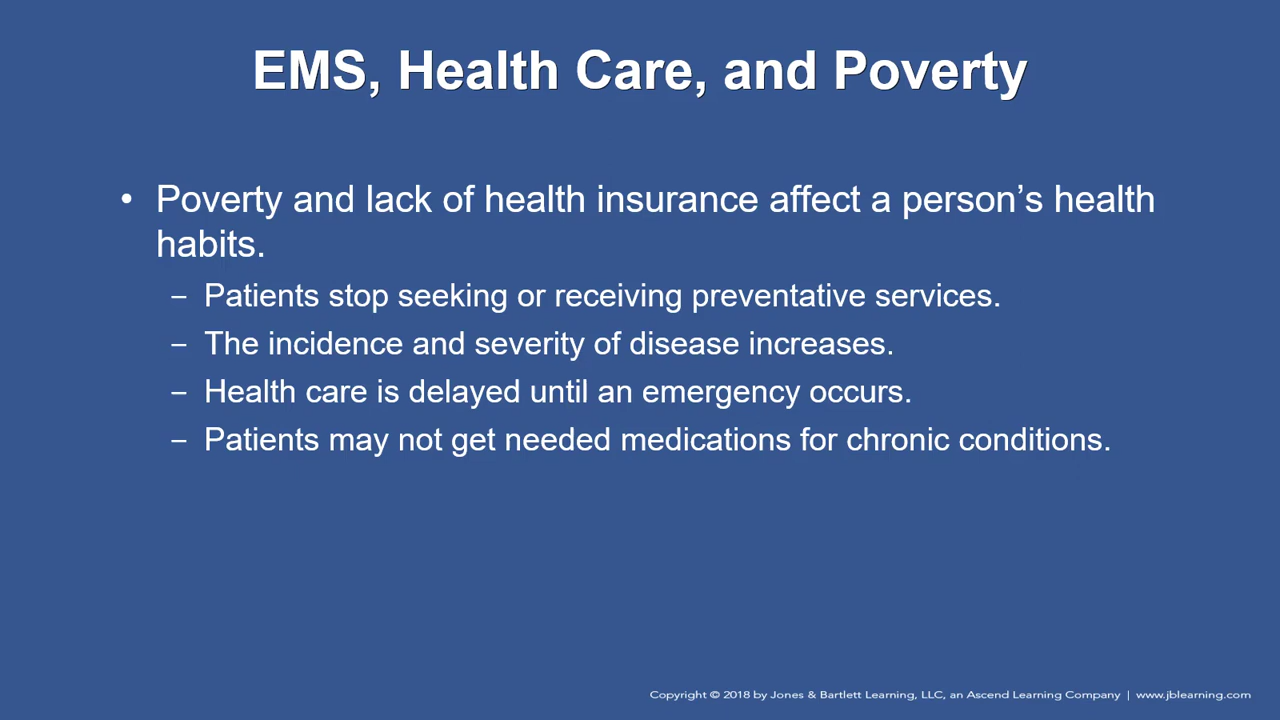 EMS, Health Care, and Poverty
• Poverty and lack of health insurance affect a person’s health
habits.
– Patients stop seeking or receiving preventative services.
– The incidence and severity of disease increases.
– Health care is delayed until an emergency occurs.
– Patients may not get needed medications for chronic conditions.
Copyright © 2018 by Jones & Bartlett Learning, LLC, an Ascend Learning Company | www.jblearning.com